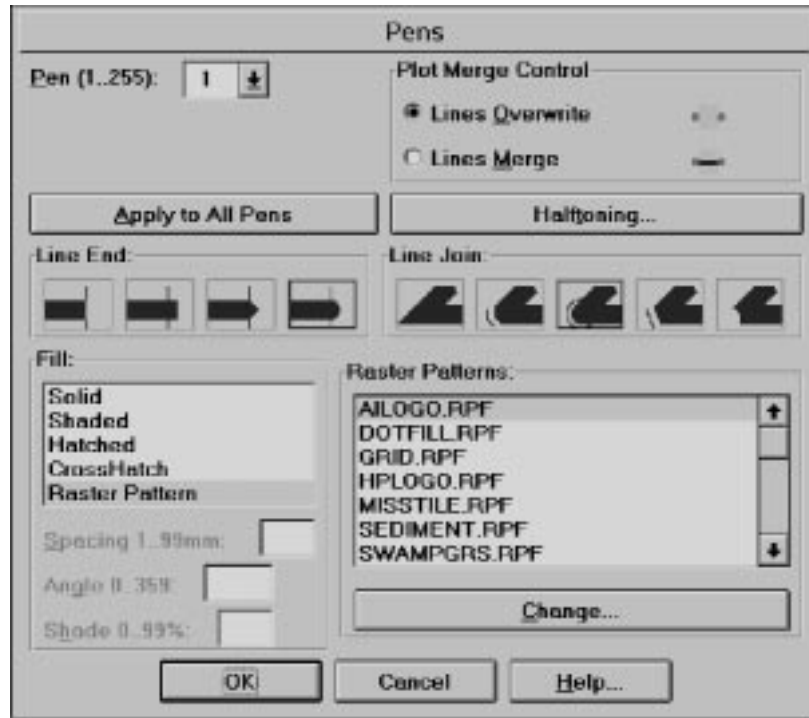 Pens
Pen (1..255): 1
Plot Merge Control
Lines Overwrite
Lines Merge
Apply to All Pens
Halftoning...
Line End:
Line Join:
Fill:
Solid
Shaded
Hatched
CrossHatch
Raster Pattern
Spacing 1..99mm:
Angle 0..359:
Shade 0..99%:
Raster Patterns:
AILOGO.RPF
DOTFILL.RPF
GRID.RPF
HPLOGO.RPF
MISSTILE.RPF
SEDIMENT.RPF
SWAMPGRS.RPF
Change...
OK
Cancel
Help...